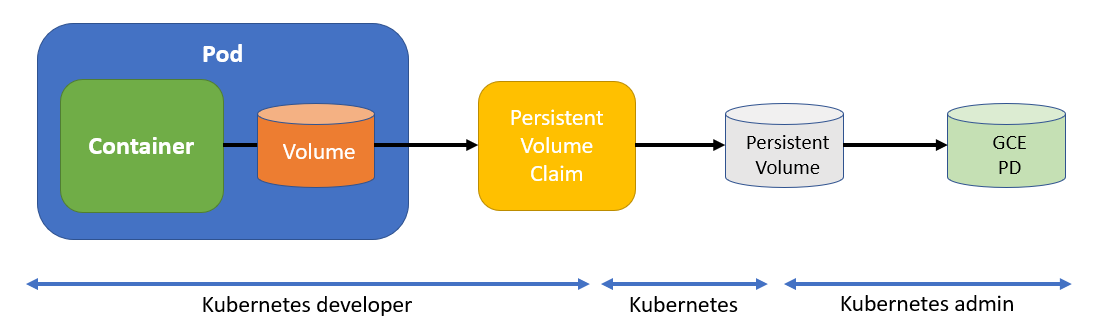 Pod
Container
Volume
Persistent
Volume
Claim
Persistent
Volume
GCE
PD
Kubernetes developer
Kubernetes
Kubernetes admin